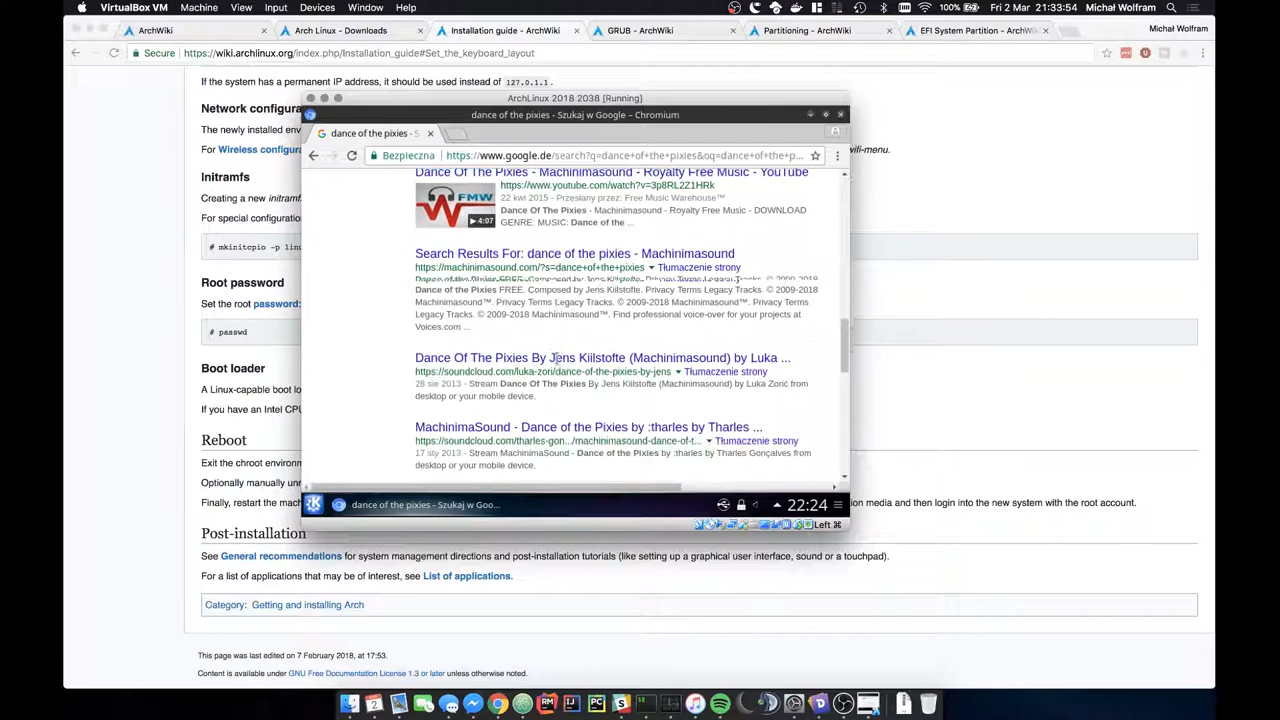 VirtualBox VM Machine View Input Devices Window Help
100% Fri 2 Mar 21:33:54 Michał Wolfram
ArchWiki
Arch Linux - Downloads
Installation guide - ArchWiki
GRUB - ArchWiki
Partitioning - ArchWiki
EFI System Partition - ArchWiki
Michał Wolfram
Secure https://wiki.archlinux.org/index.php/Installation_guide#Set_the_keyboard_layout
If the system has a permanent IP address, it should be used instead of 127.0.1.1.
Network configura
The newly installed env
For Wireless configura
wifi-menu.
Initramfs
Creating a new initramf
For special configuration
# mkinitcpio -p linu
Root password
Set the root password:
# passwd
Boot loader
A Linux-capable boot l
If you have an Intel CPU
Reboot
Exit the chroot environm
Optionally manually unm
Finally, restart the mach
ion media and then login into the new system with the root account.
Post-installation
See General recommendations for system management directions and post-installation tutorials (like setting up a graphical user interface, sound or a touchpad).
For a list of applications that may be of interest, see List of applications.
Category: Getting and installing Arch
This page was last edited on 7 February 2018, at 17:53.
Content is available under GNU Free Documentation License 1.3 or later unless otherwise noted.
ArchLinux 2018 2038 [Running]
dance of the pixies - Szukaj w Google – Chromium
dance of the pixies - S
Bezpieczna https://www.google.de/search?q=dance+of+the+pixies&oq=dance+of+the+p...
Dance Of The Pixies - Machinimasound - Royalty Free Music - YouTube
https://www.youtube.com/watch?v=3p8RL2Z1HRk
22 kwi 2015 - Przesłany przez: Free Music Warehouse™
Dance Of The Pixies - Machinimasound - Royalty Free Music - DOWNLOAD
GENRE: MUSIC: Dance of the ...
FMW
4:07
Search Results For: dance of the pixies - Machinimasound
https://machinimasound.com/?s=dance+of+the+pixies Tłumaczenie strony
Dance of the Pixies FREE. Composed by Jens Kiilstofte. Privacy Terms Legacy Tracks. © 2009-2018
Machinimasound™. Privacy Terms Legacy Tracks. © 2009-2018 Machinimasound™. Privacy Terms
Legacy Tracks. © 2009-2018 Machinimasound™. Find professional voice-over for your projects at
Voices.com ...
Dance Of The Pixies By Jens Kiilstofte (Machinimasound) by Luka ...
https://soundcloud.com/luka-zori/dance-of-the-pixies-by-jens Tłumaczenie strony
28 sie 2013 - Stream Dance Of The Pixies By Jens Kiilstofte (Machinimasound) by Luka Zorić from
desktop or your mobile device.
MachinimaSound - Dance of the Pixies by :tharles by Tharles ...
https://soundcloud.com/tharles-gon.../machinimasound-dance-of-t... Tłumaczenie strony
17 sty 2013 - Stream MachinimaSound - Dance of the Pixies by :tharles by Tharles Gonçalves from
desktop or your mobile device.
dance of the pixies - Szukaj w Goo...
22:24
Left ⌘